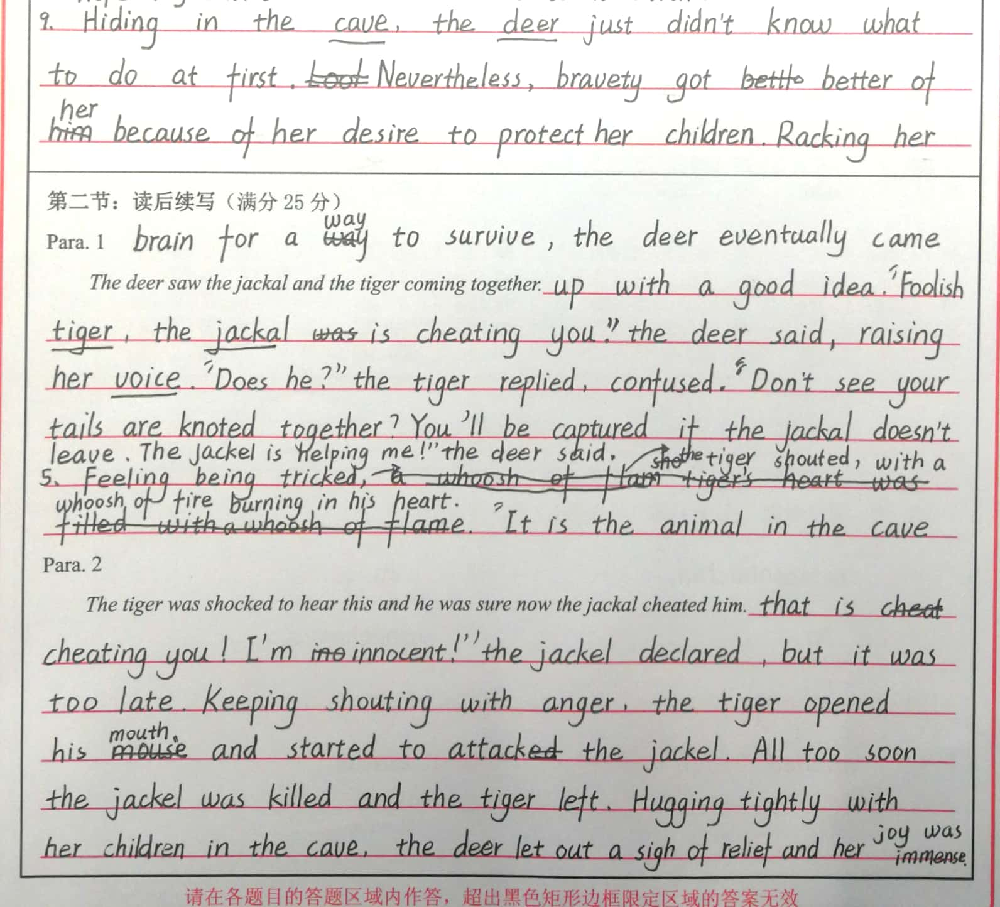 9. Hiding in the cave, the deer just didn't know what
to do at first. Nevertheless, bravety got better of
her
him because of her desire to protect her children. Racking her
第二节：读后续写（满分 25 分）
way
Para. 1 brain for a way to survive, the deer eventually came
The deer saw the jackal and the tiger coming together. up with a good idea. "Foolish
tiger, the jackal was is cheating you!" the deer said, raising
her voice. "Does he?" the tiger replied, confused. "Don't see your
tails are knoted together? You'll be captured if the jackal doesn't
leave. The jackel is Helping me!" the deer said. the tiger shouted, with a
5. Feeling being tricked, a whoosh of flam tiger's heart was
whoosh of fire burning in his heart.
filled with a whoosh of flame. "It is the animal in the cave
Para. 2
The tiger was shocked to hear this and he was sure now the jackal cheated him. that is cheat
cheating you! I'm ino innocent!" the jackel declared, but it was
too late. Keeping shouting with anger, the tiger opened
mouth,
his mouse and started to attacked the jackel. All too soon
the jackel was killed and the tiger left. Hugging tightly with
joy was
her children in the cave, the deer let out a sigh of relief and her immense.
请在各题目的答题区域内作答，超出黑色矩形边框限定区域的答案无效